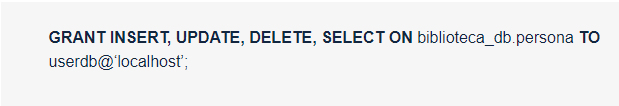 GRANT INSERT, UPDATE, DELETE, SELECT ON biblioteca_db.persona TO
userdb@‘localhost’;